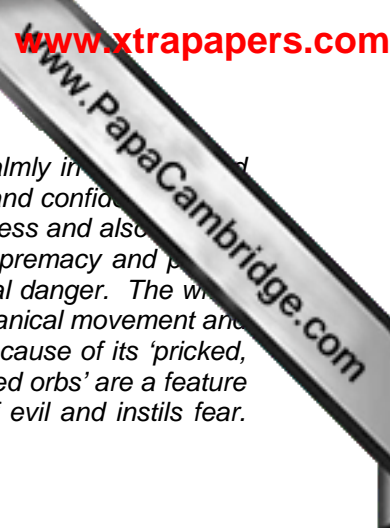 www.xtrapapers.com
www.PapaCambridge.com
almly in
and
ess and also
premacy and
al danger. The
anical movement and
cause of its 'pricked,
ed orbs' are a feature
evil and instils fear.